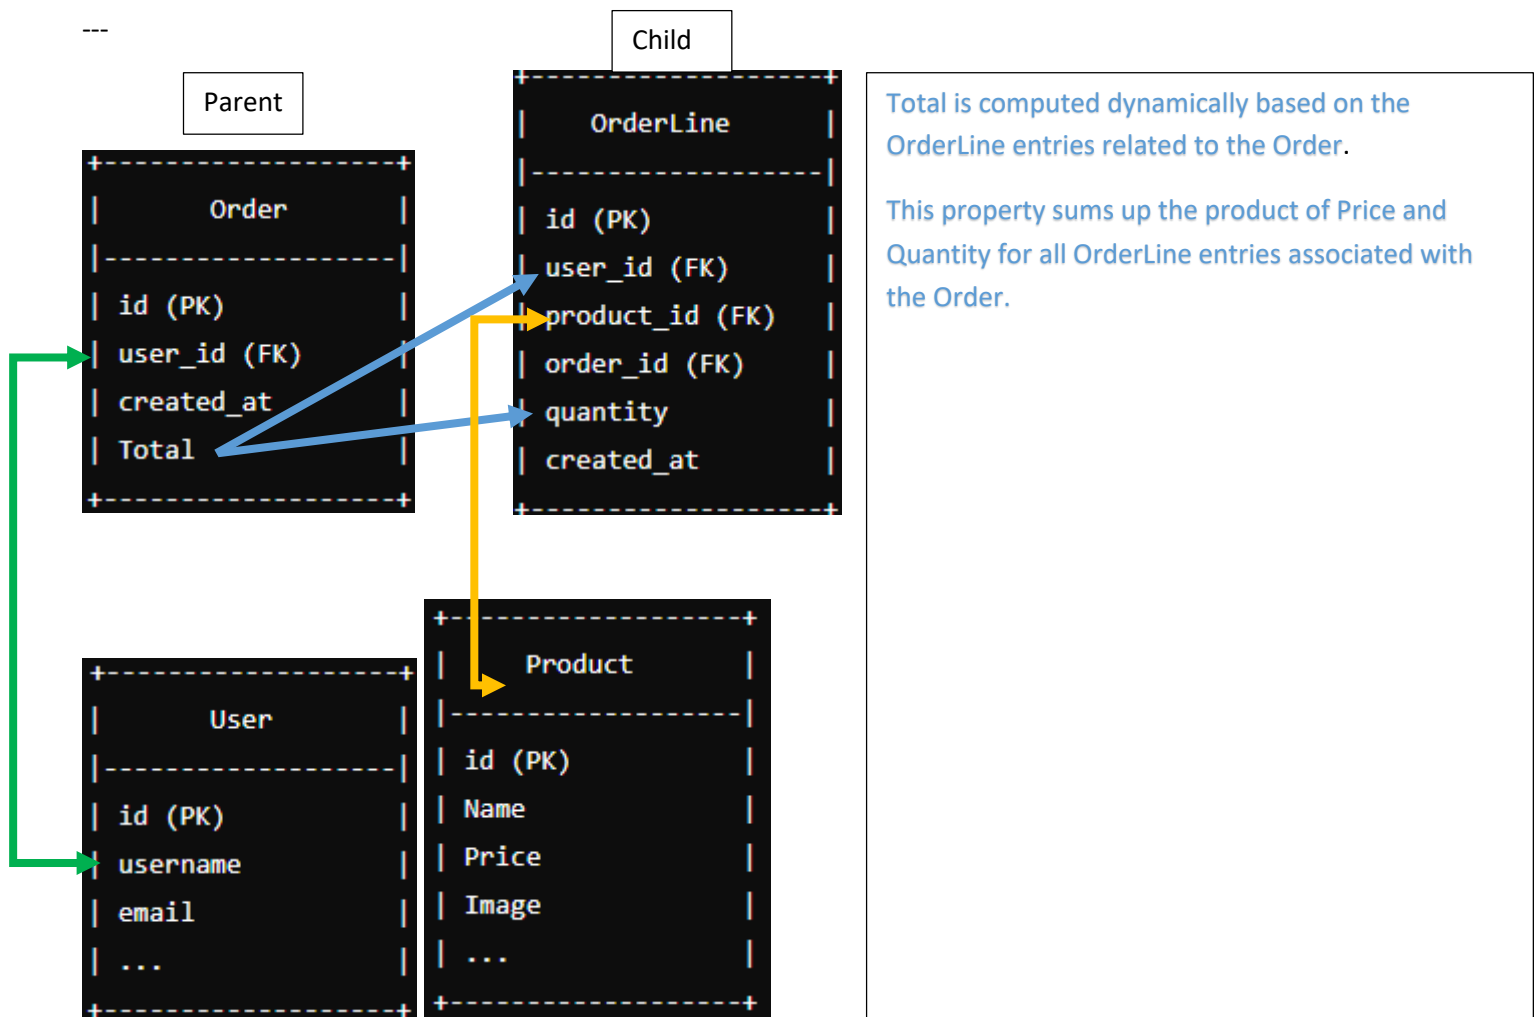 ---
Parent
Child
+-------------------+
| Order |
|-------------------|
| id (PK) |
| user_id (FK) |
| created_at |
| Total |
+-------------------+
+-------------------+
| OrderLine |
|-------------------|
| id (PK) |
| user_id (FK) |
| product_id (FK) |
| order_id (FK) |
| quantity |
| created_at |
+-------------------+
Total is computed dynamically based on the
OrderLine entries related to the Order.
This property sums up the product of Price and
Quantity for all OrderLine entries associated with
the Order.
+-------------------+
| User |
|-------------------|
| id (PK) |
| username |
| email |
| ... |
+-------------------+
+-------------------+
| Product |
|-------------------|
| id (PK) |
| Name |
| Price |
| Image |
| ... |
+-------------------+